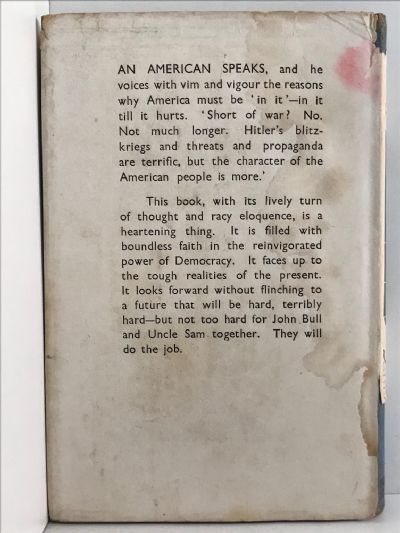 AN AMERICAN SPEAKS, and he
voices with vim and vigour the reasons
why America must be ‘in it’—in it
till it hurts. ‘Short of war? No.
Not much longer. Hitler’s blitz-
kriegs and threats and propaganda
are terrific, but the character of the
American people is more.’
This book, with its lively turn
of thought and racy eloquence, is a
heartening thing. It is filled with
boundless faith in the reinvigorated
power of Democracy. It faces up to
the tough realities of the present.
It looks forward without flinching to
a future that will be hard, terribly
hard—but not too hard for John Bull
and Uncle Sam together. They will
do the job.